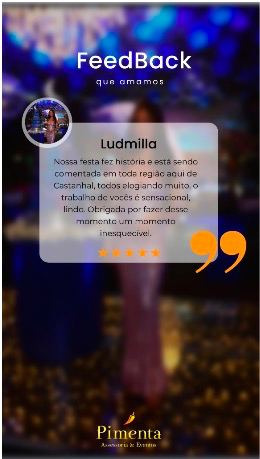 FeedBack
que amamos
Ludmilla
Nossa festa fez história e está sendo
comentada em toda região aqui de
Castanhal, todos elogiando muito, o
trabalho de vocês é sensacional,
lindo. Obrigada por fazer desse
momento um momento
inesquecível.
Pimenta
Assessoria & Eventos